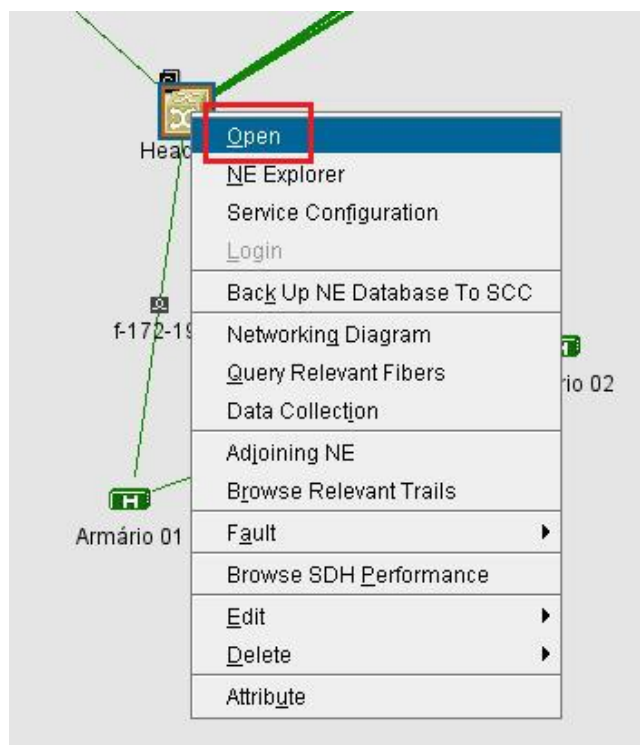 Head
Open
NE Explorer
Service Configuration
Login
Back Up NE Database To SCC
f-172-19
Networking Diagram
Query Relevant Fibers
rio 02
Data Collection
Adjoining NE
Browse Relevant Trails
Armário 01
Fault
Browse SDH Performance
Edit
Delete
Attribute